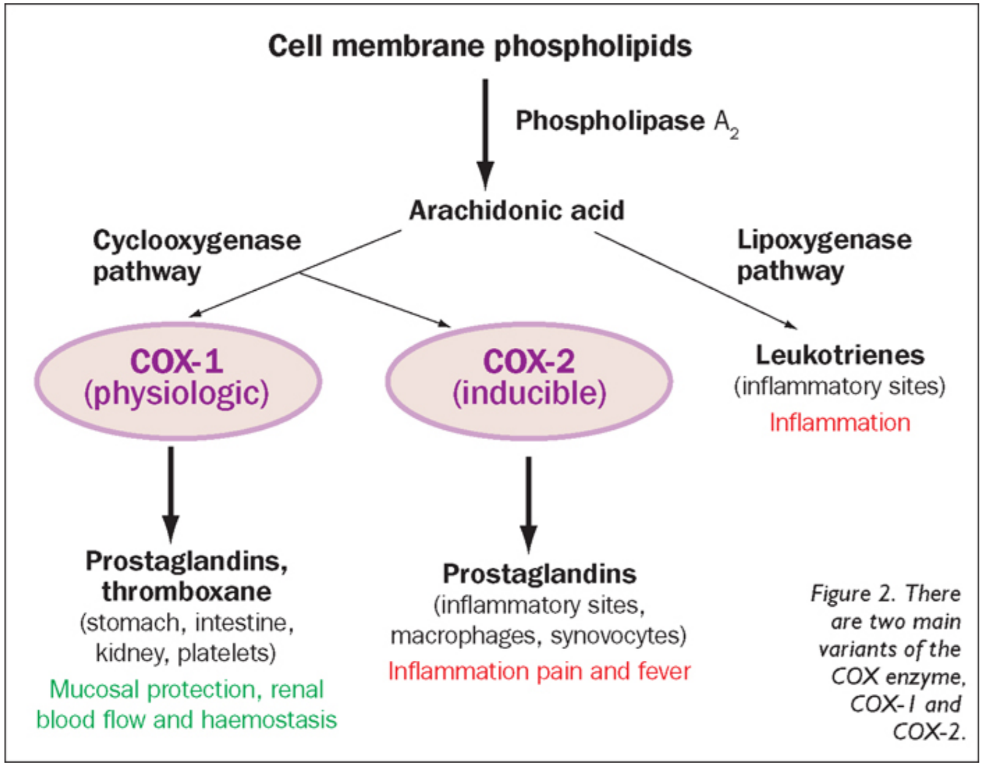 Cell membrane phospholipids
Phospholipase A₂
Arachidonic acid
Cyclooxygenase
pathway
Lipoxygenase
pathway
COX-1
(physiologic)
COX-2
(inducible)
Leukotrienes
(inflammatory sites)
Inflammation
Prostaglandins,
thromboxane
(stomach, intestine,
kidney, platelets)
Mucosal protection, renal
blood flow and haemostasis
Prostaglandins
(inflammatory sites,
macrophages, synovocytes)
Inflammation pain and fever
Figure 2. There
are two main
variants of the
COX enzyme,
COX-1 and
COX-2.